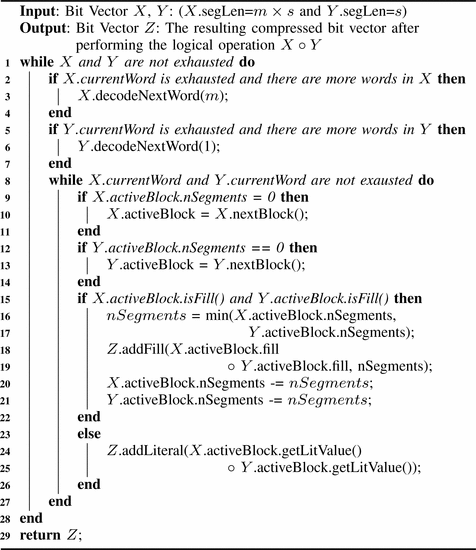 Input: Bit Vector X, Y: (X.segLen=m × s and Y.segLen=s)
Output: Bit Vector Z: The resulting compressed bit vector after
performing the logical operation X ∘ Y
1 while X and Y are not exhausted do
2 if X.currentWord is exhausted and there are more words in X then
3 X.decodeNextWord(m);
4 end
5 if Y.currentWord is exhausted and there are more words in Y then
6 Y.decodeNextWord(1);
7 end
8 while X.currentWord and Y.currentWord are not exausted do
9 if X.activeBlock.nSegments = 0 then
10 X.activeBlock = X.nextBlock();
11 end
12 if Y.activeBlock.nSegments == 0 then
13 Y.activeBlock = Y.nextBlock();
14 end
15 if X.activeBlock.isFill() and Y.activeBlock.isFill() then
16 nSegments = min(X.activeBlock.nSegments,
17 Y.activeBlock.nSegments);
18 Z.addFill(X.activeBlock.fill
19 ∘ Y.activeBlock.fill, nSegments);
20 X.activeBlock.nSegments -= nSegments;
21 Y.activeBlock.nSegments -= nSegments;
22 end
23 else
24 Z.addLiteral(X.activeBlock.getLitValue()
25 ∘ Y.activeBlock.getLitValue());
26 end
27 end
28 end
29 return Z;